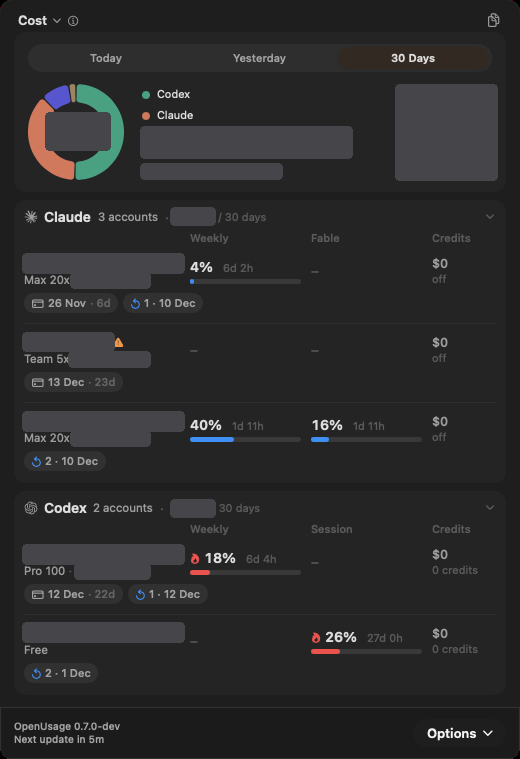 Cost
Today Yesterday 30 Days
Codex
Claude
Claude 3 accounts · / 30 days
Weekly Fable Credits
4% 6d 2h – $0
Max 20x off
26 Nov · 6d 1 · 10 Dec
– – $0
Team 5x off
13 Dec · 23d
40% 1d 11h 16% 1d 11h $0
Max 20x off
2 · 10 Dec
Codex 2 accounts · 30 days
Weekly Session Credits
18% 6d 4h – $0
Pro 100 · 0 credits
12 Dec · 22d 1 · 12 Dec
– 26% 27d 0h $0
Free 0 credits
2 · 1 Dec
OpenUsage 0.7.0-dev
Next update in 5m
Options